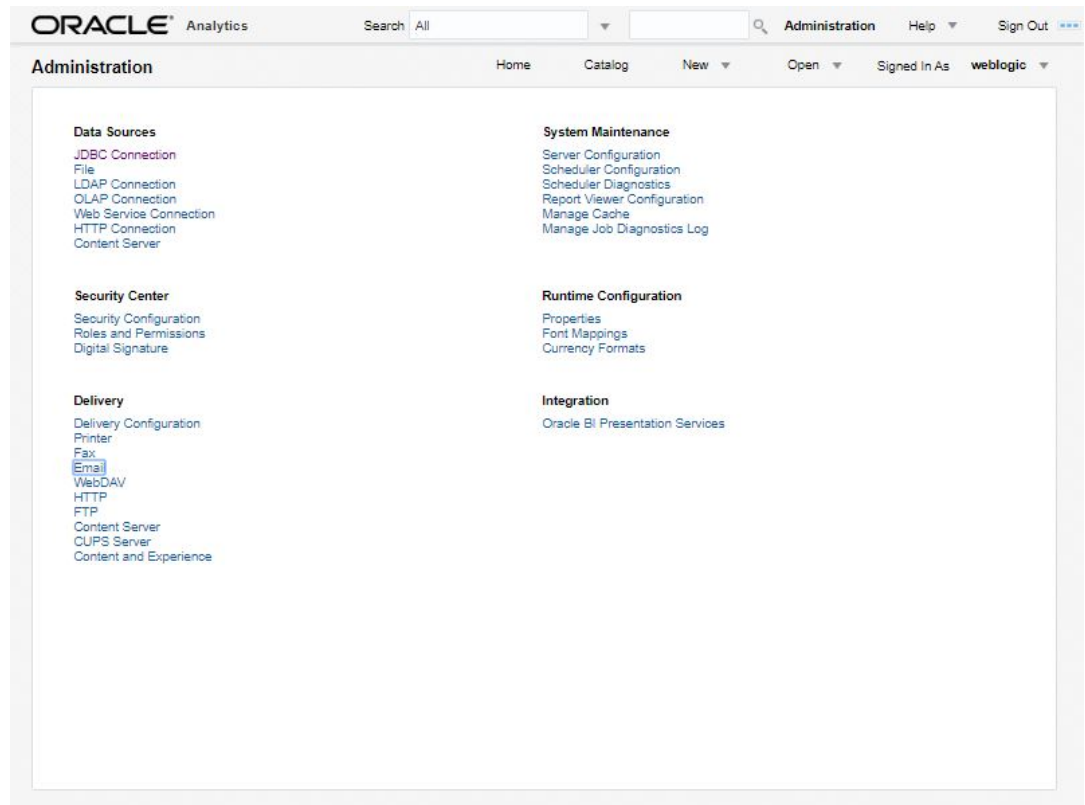 ORACLE® Analytics Search All Administration Help Sign Out
Administration Home Catalog New Open Signed In As weblogic
Data Sources
JDBC Connection
File
LDAP Connection
OLAP Connection
Web Service Connection
HTTP Connection
Content Server
System Maintenance
Server Configuration
Scheduler Configuration
Scheduler Diagnostics
Report Viewer Configuration
Manage Cache
Manage Job Diagnostics Log
Security Center
Security Configuration
Roles and Permissions
Digital Signature
Runtime Configuration
Properties
Font Mappings
Currency Formats
Delivery
Delivery Configuration
Printer
Fax
Email
WebDAV
HTTP
FTP
Content Server
CUPS Server
Content and Experience
Integration
Oracle BI Presentation Services